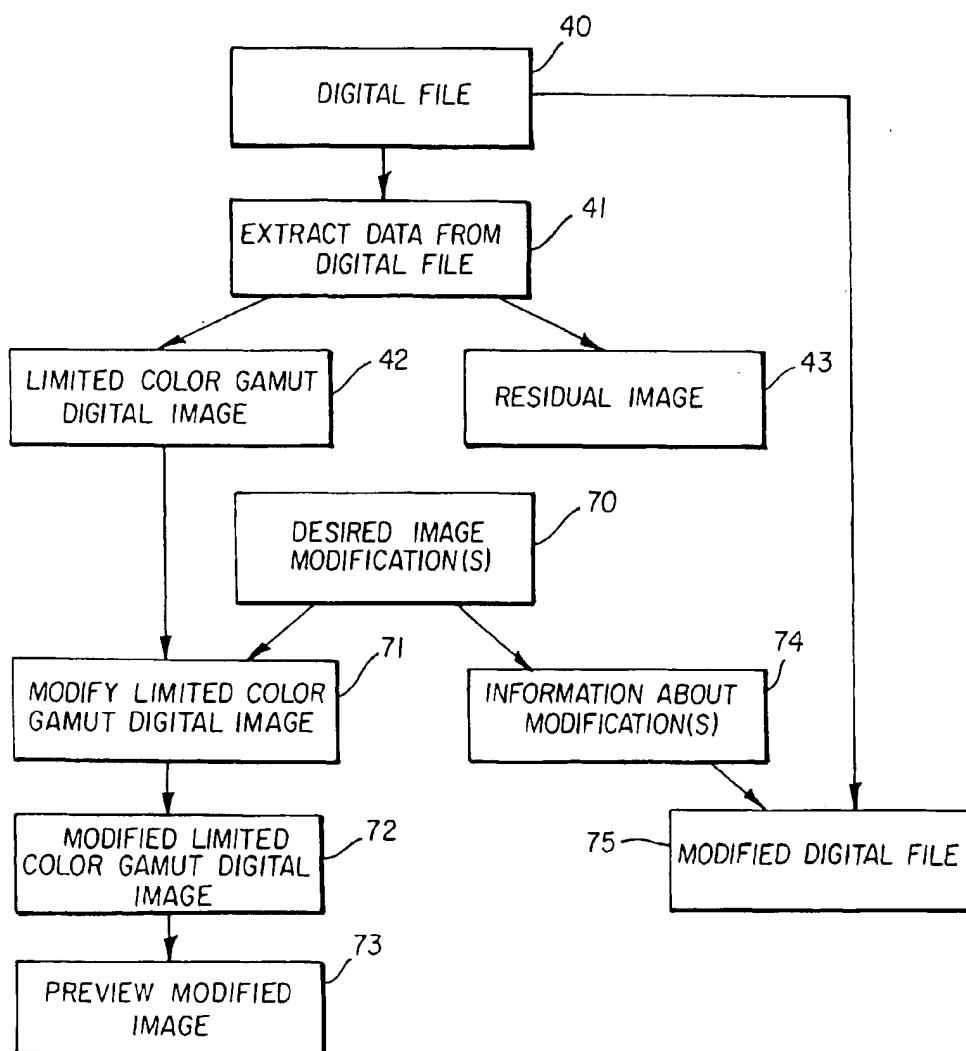 40
DIGITAL FILE
41
EXTRACT DATA FROM
DIGITAL FILE
42
LIMITED COLOR GAMUT
DIGITAL IMAGE
43
RESIDUAL IMAGE
70
DESIRED IMAGE
MODIFICATION(S)
71
MODIFY LIMITED COLOR
GAMUT DIGITAL IMAGE
74
INFORMATION ABOUT
MODIFICATION(S)
72
MODIFIED LIMITED
COLOR GAMUT DIGITAL
IMAGE
75
MODIFIED DIGITAL FILE
73
PREVIEW MODIFIED
IMAGE